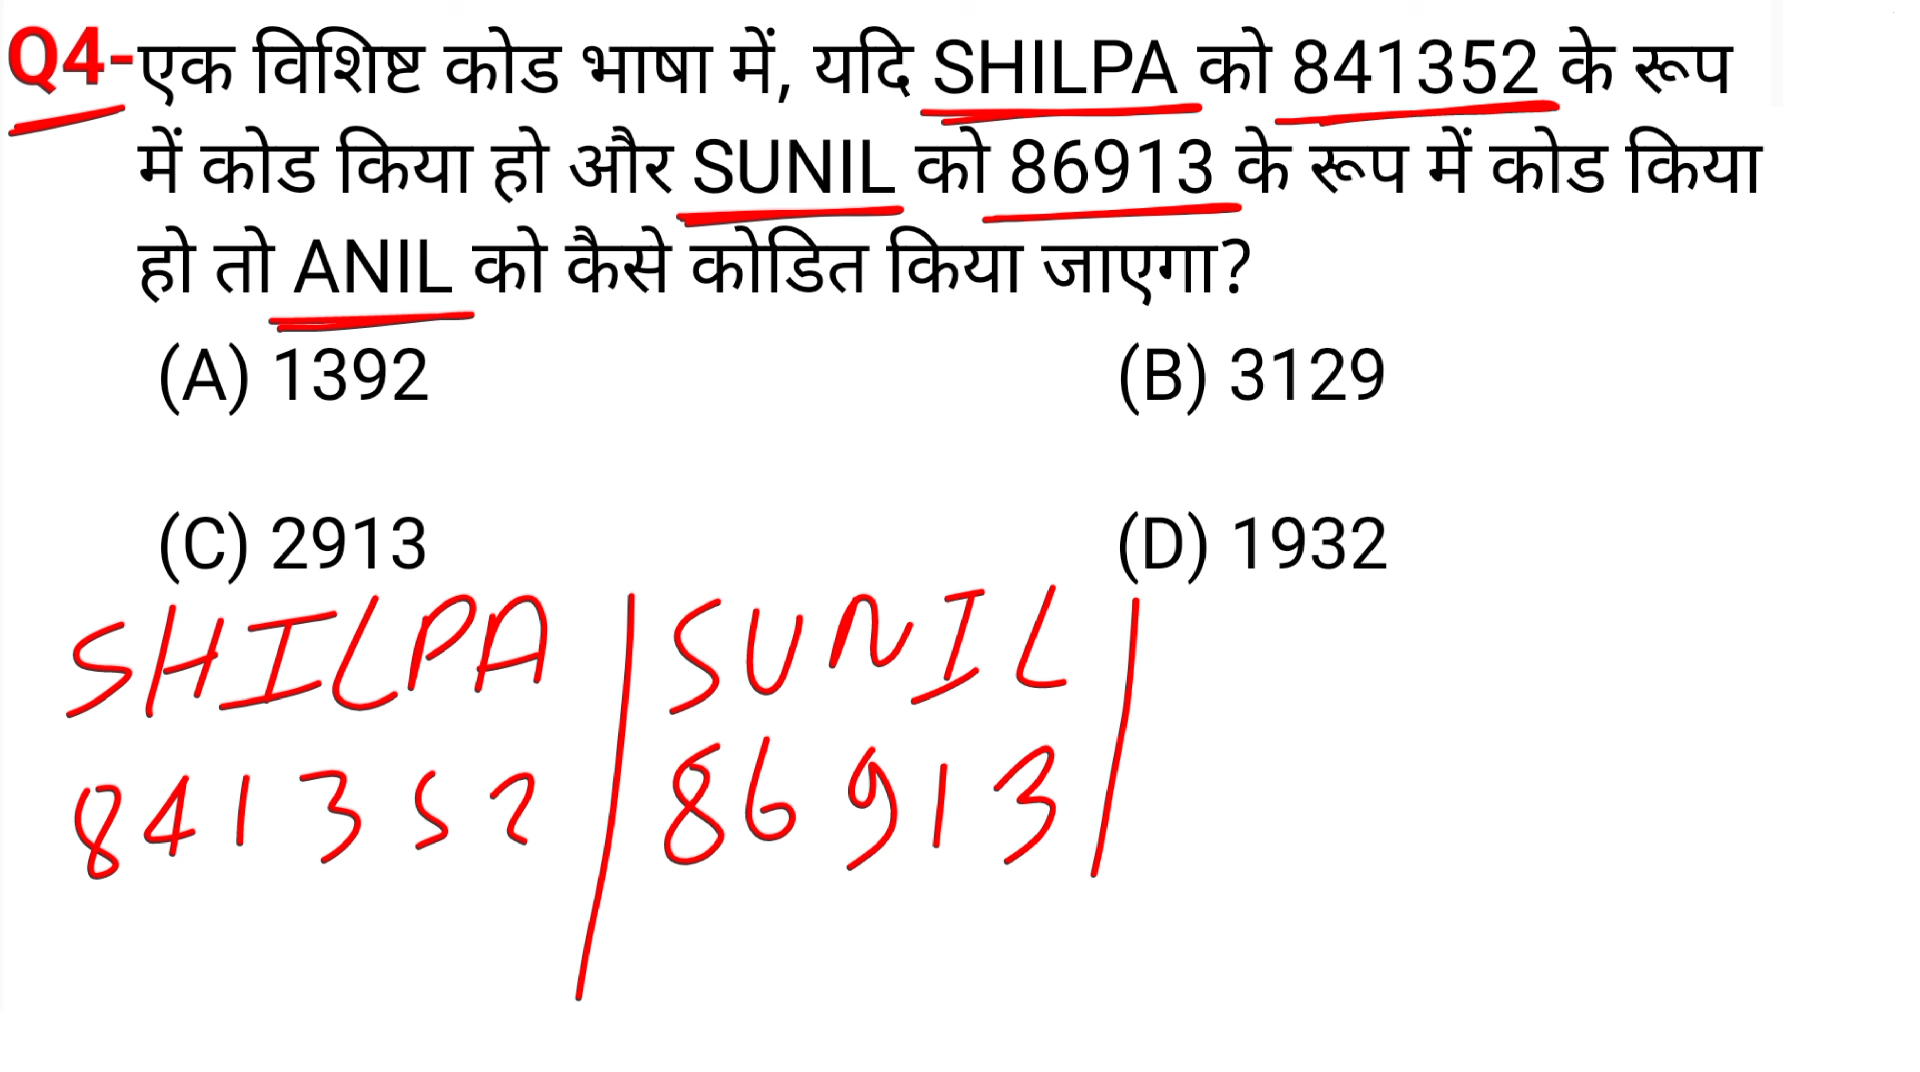 Q4-एक विशिष्ट कोड भाषा में, यदि SHILPA को 841352 के रूप
में कोड किया हो और SUNIL को 86913 के रूप में कोड किया
हो तो ANIL को कैसे कोडित किया जाएगा?
(A) 1392 (B) 3129
(C) 2913 (D) 1932
SHILPA | SUNIL |
841352 | 86913